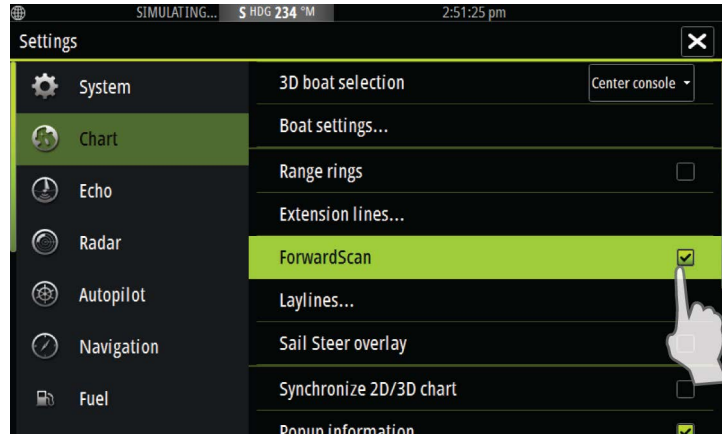 SIMULATING... S HDG 234 °M 2:51:25 pm
Settings
System
Chart
Echo
Radar
Autopilot
Navigation
Fuel
3D boat selection Center console
Boat settings...
Range rings
Extension lines...
ForwardScan
Laylines...
Sail Steer overlay
Synchronize 2D/3D chart
Popup information